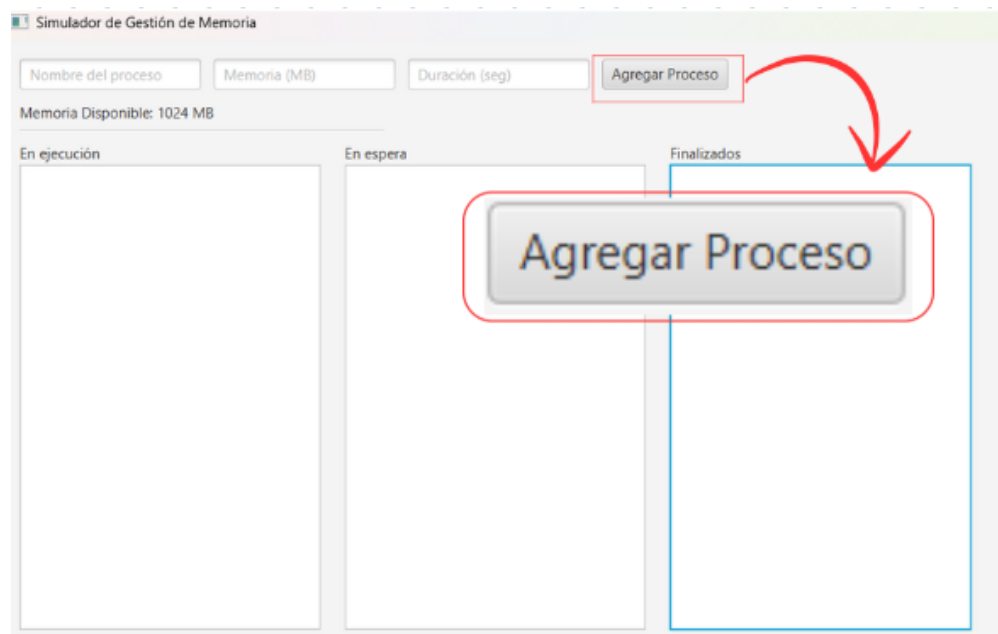 Simulador de Gestión de Memoria
Nombre del proceso
Memoria (MB)
Duración (seg)
Agregar Proceso
Memoria Disponible: 1024 MB
En ejecución
En espera
Finalizados
Agregar Proceso